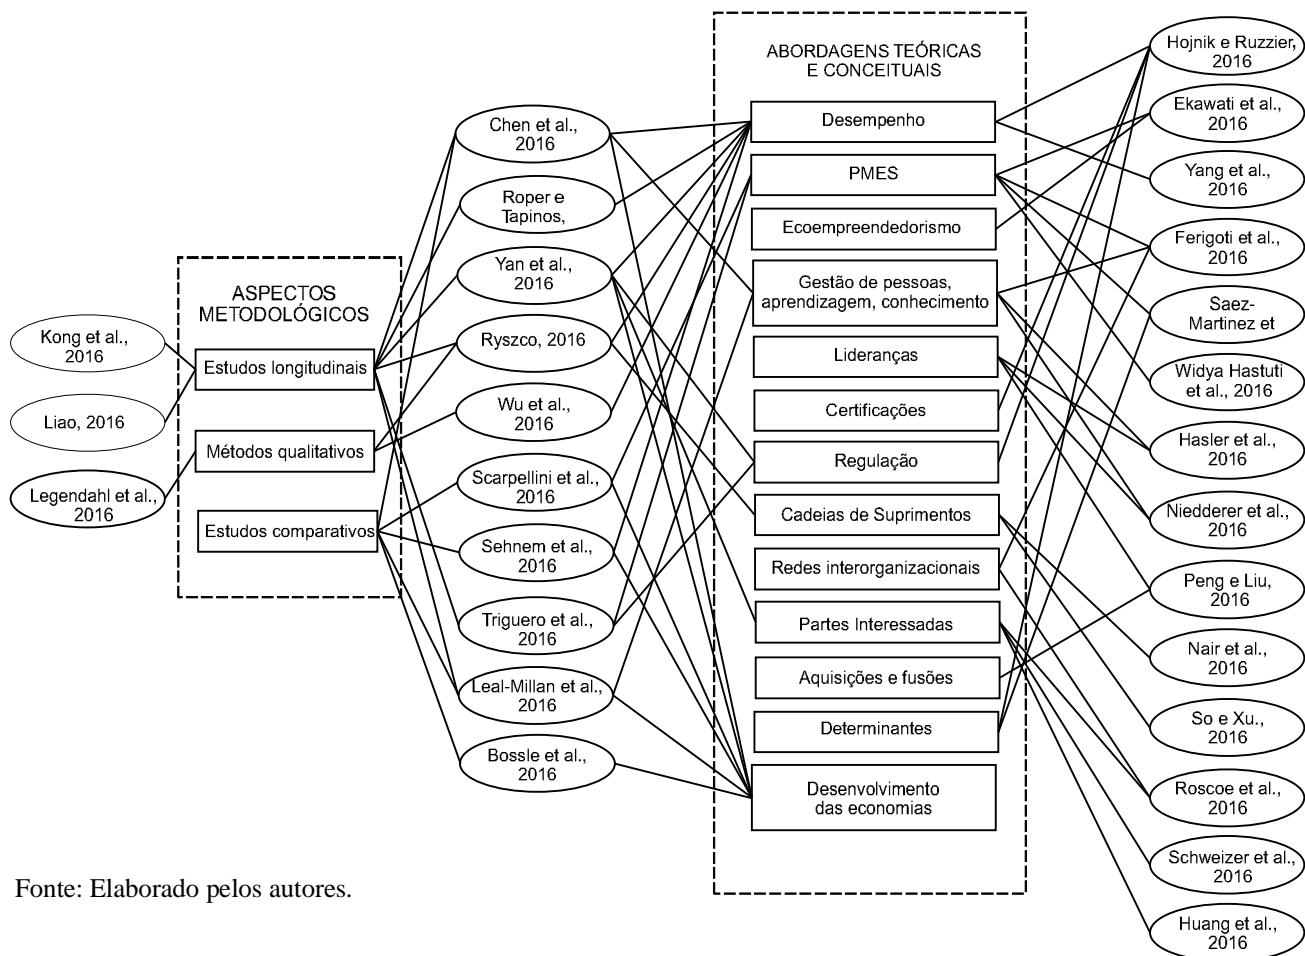 Kong et al.,
2016
Liao, 2016
Legendahl et al.,
2016
ASPECTOS
METODOLÓGICOS
Estudos longitudinais
Métodos qualitativos
Estudos comparativos
Chen et al.,
2016
Roper e
Tapinos,
Yan et al.,
2016
Ryszco, 2016
Wu et al.,
2016
Scarpellini et al.,
2016
Sehnem et al.,
2016
Triguero et al.,
2016
Leal-Millan et al.,
2016
Bossle et al.,
2016
ABORDAGENS TEÓRICAS
E CONCEITUAIS
Desempenho
PMES
Ecoempreendedorismo
Gestão de pessoas,
aprendizagem, conhecimento
Lideranças
Certificações
Regulação
Cadeias de Suprimentos
Redes interorganizacionais
Partes Interessadas
Aquisições e fusões
Determinantes
Desenvolvimento
das economias
Hojnik e Ruzzier,
2016
Ekawati et al.,
2016
Yang et al.,
2016
Ferigoti et al.,
2016
Saez-
Martinez et
Widya Hastuti
et al., 2016
Hasler et al.,
2016
Niedderer et al.,
2016
Peng e Liu,
2016
Nair et al.,
2016
So e Xu.,
2016
Roscoe et al.,
2016
Schweizer et al.,
2016
Huang et al.,
2016
Fonte: Elaborado pelos autores.